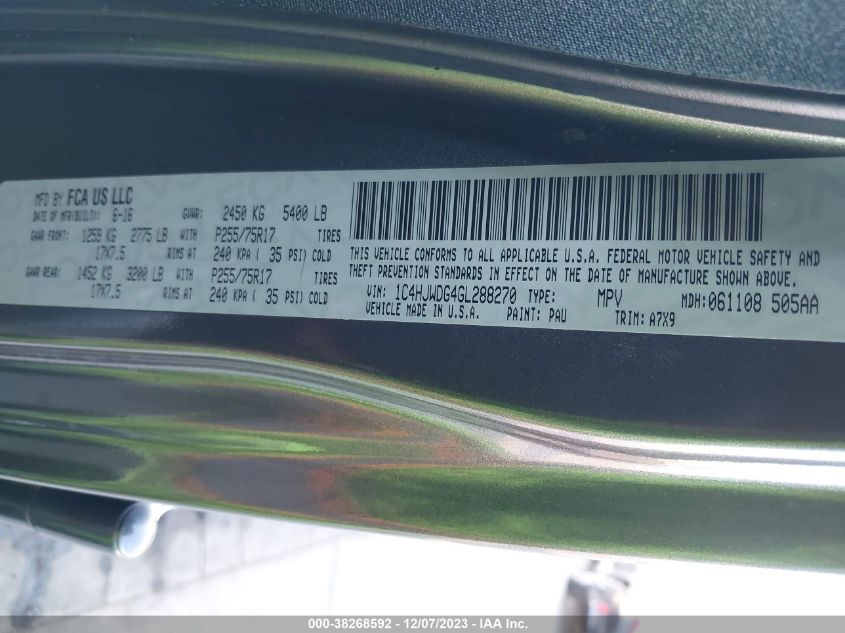 MFD BY FCA US LLC
DATE OF MFR/BUILT: 6-16 GVWR: 2450 KG 5400 LB
GAWR FRONT: 1259 KG 2775 LB WITH P255/75R17 TIRES
17X7.5 RIMS AT 240 KPA ( 35 PSI) COLD
GAWR REAR: 1452 KG 3200 LB WITH P255/75R17 TIRES
17X7.5 RIMS AT 240 KPA ( 35 PSI) COLD
THIS VEHICLE CONFORMS TO ALL APPLICABLE U.S.A. FEDERAL MOTOR VEHICLE SAFETY AND
THEFT PREVENTION STANDARDS IN EFFECT ON THE DATE OF MANUFACTURE SHOWN ABOVE.
VIN: 1C4HJWDG4GL288270 TYPE: MPV MDH:061108 505AA
VEHICLE MADE IN U.S.A. PAINT: PAU TRIM: A7X9
000-38268592 - 12/07/2023 - IAA Inc.